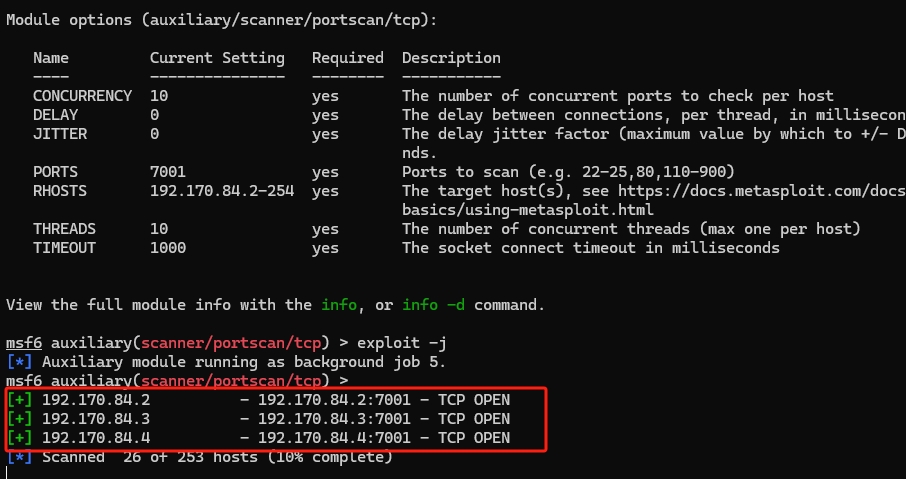 Module options (auxiliary/scanner/portscan/tcp):
Name Current Setting Required Description
---- --------------- -------- -----------
CONCURRENCY 10 yes The number of concurrent ports to check per host
DELAY 0 yes The delay between connections, per thread, in millisecon
JITTER 0 yes The delay jitter factor (maximum value by which to +/- D
nds.
PORTS 7001 yes Ports to scan (e.g. 22-25,80,110-900)
RHOSTS 192.170.84.2-254 yes The target host(s), see https://docs.metasploit.com/docs
basics/using-metasploit.html
THREADS 10 yes The number of concurrent threads (max one per host)
TIMEOUT 1000 yes The socket connect timeout in milliseconds
View the full module info with the info, or info -d command.
msf6 auxiliary(scanner/portscan/tcp) > exploit -j
[*] Auxiliary module running as background job 5.
msf6 auxiliary(scanner/portscan/tcp) >
[+] 192.170.84.2 - 192.170.84.2:7001 - TCP OPEN
[+] 192.170.84.3 - 192.170.84.3:7001 - TCP OPEN
[+] 192.170.84.4 - 192.170.84.4:7001 - TCP OPEN
[*] Scanned 26 of 253 hosts (10% complete)